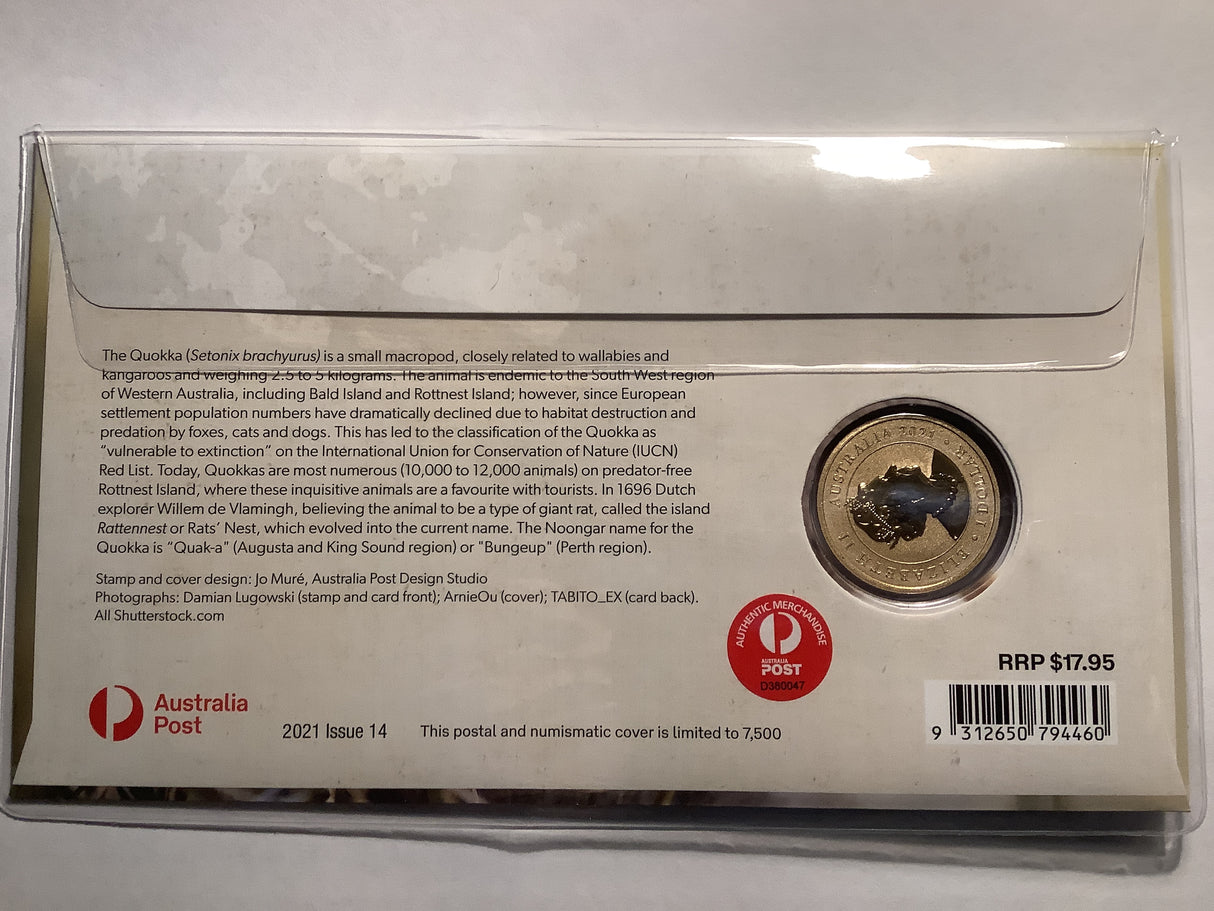 The Quokka (Setonix brachyurus) is a small macropod, closely related to wallabies and
kangaroos and weighing 2.5 to 5 kilograms. The animal is endemic to the South West region
of Western Australia, including Bald Island and Rottnest Island; however, since European
settlement population numbers have dramatically declined due to habitat destruction and
predation by foxes, cats and dogs. This has led to the classification of the Quokka as
“vulnerable to extinction” on the International Union for Conservation of Nature (IUCN)
Red List. Today, Quokkas are most numerous (10,000 to 12,000 animals) on predator-free
Rottnest Island, where these inquisitive animals are a favourite with tourists. In 1696 Dutch
explorer Willem de Vlamingh, believing the animal to be a type of giant rat, called the island
Rattennest or Rats’ Nest, which evolved into the current name. The Noongar name for the
Quokka is “Quak-a" (Augusta and King Sound region) or "Bungeup" (Perth region).
Stamp and cover design: Jo Muré, Australia Post Design Studio
Photographs: Damian Lugowski (stamp and card front); ArnieOu (cover); TABITO_EX (card back).
All Shutterstock.com
ELIZABETH II • AUSTRALIA 2021 • 1 DOLLAR •
AUTHENTIC MERCHANDISE
AUSTRALIA
POST
D380047
RRP $17.95
9 312650 794460
Australia
Post
2021 Issue 14
This postal and numismatic cover is limited to 7,500